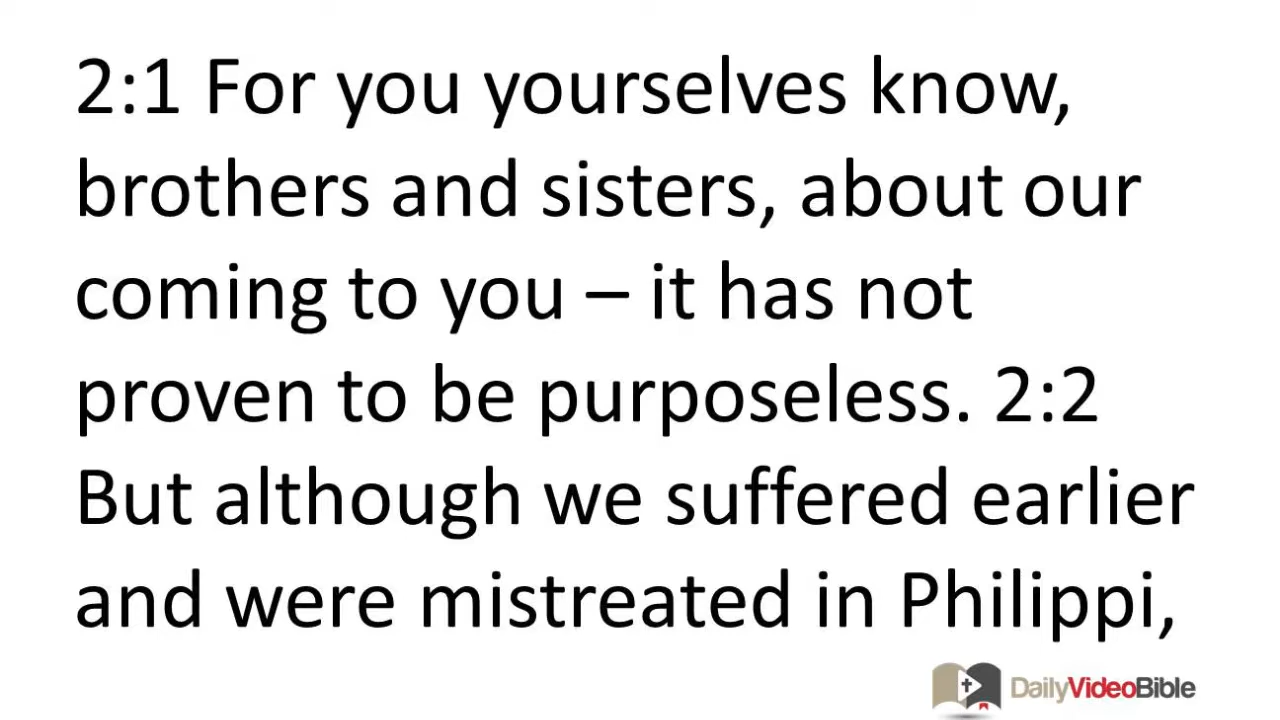 2:1 For you yourselves know,
brothers and sisters, about our
coming to you – it has not
proven to be purposeless. 2:2
But although we suffered earlier
and were mistreated in Philippi,
DailyVideoBible